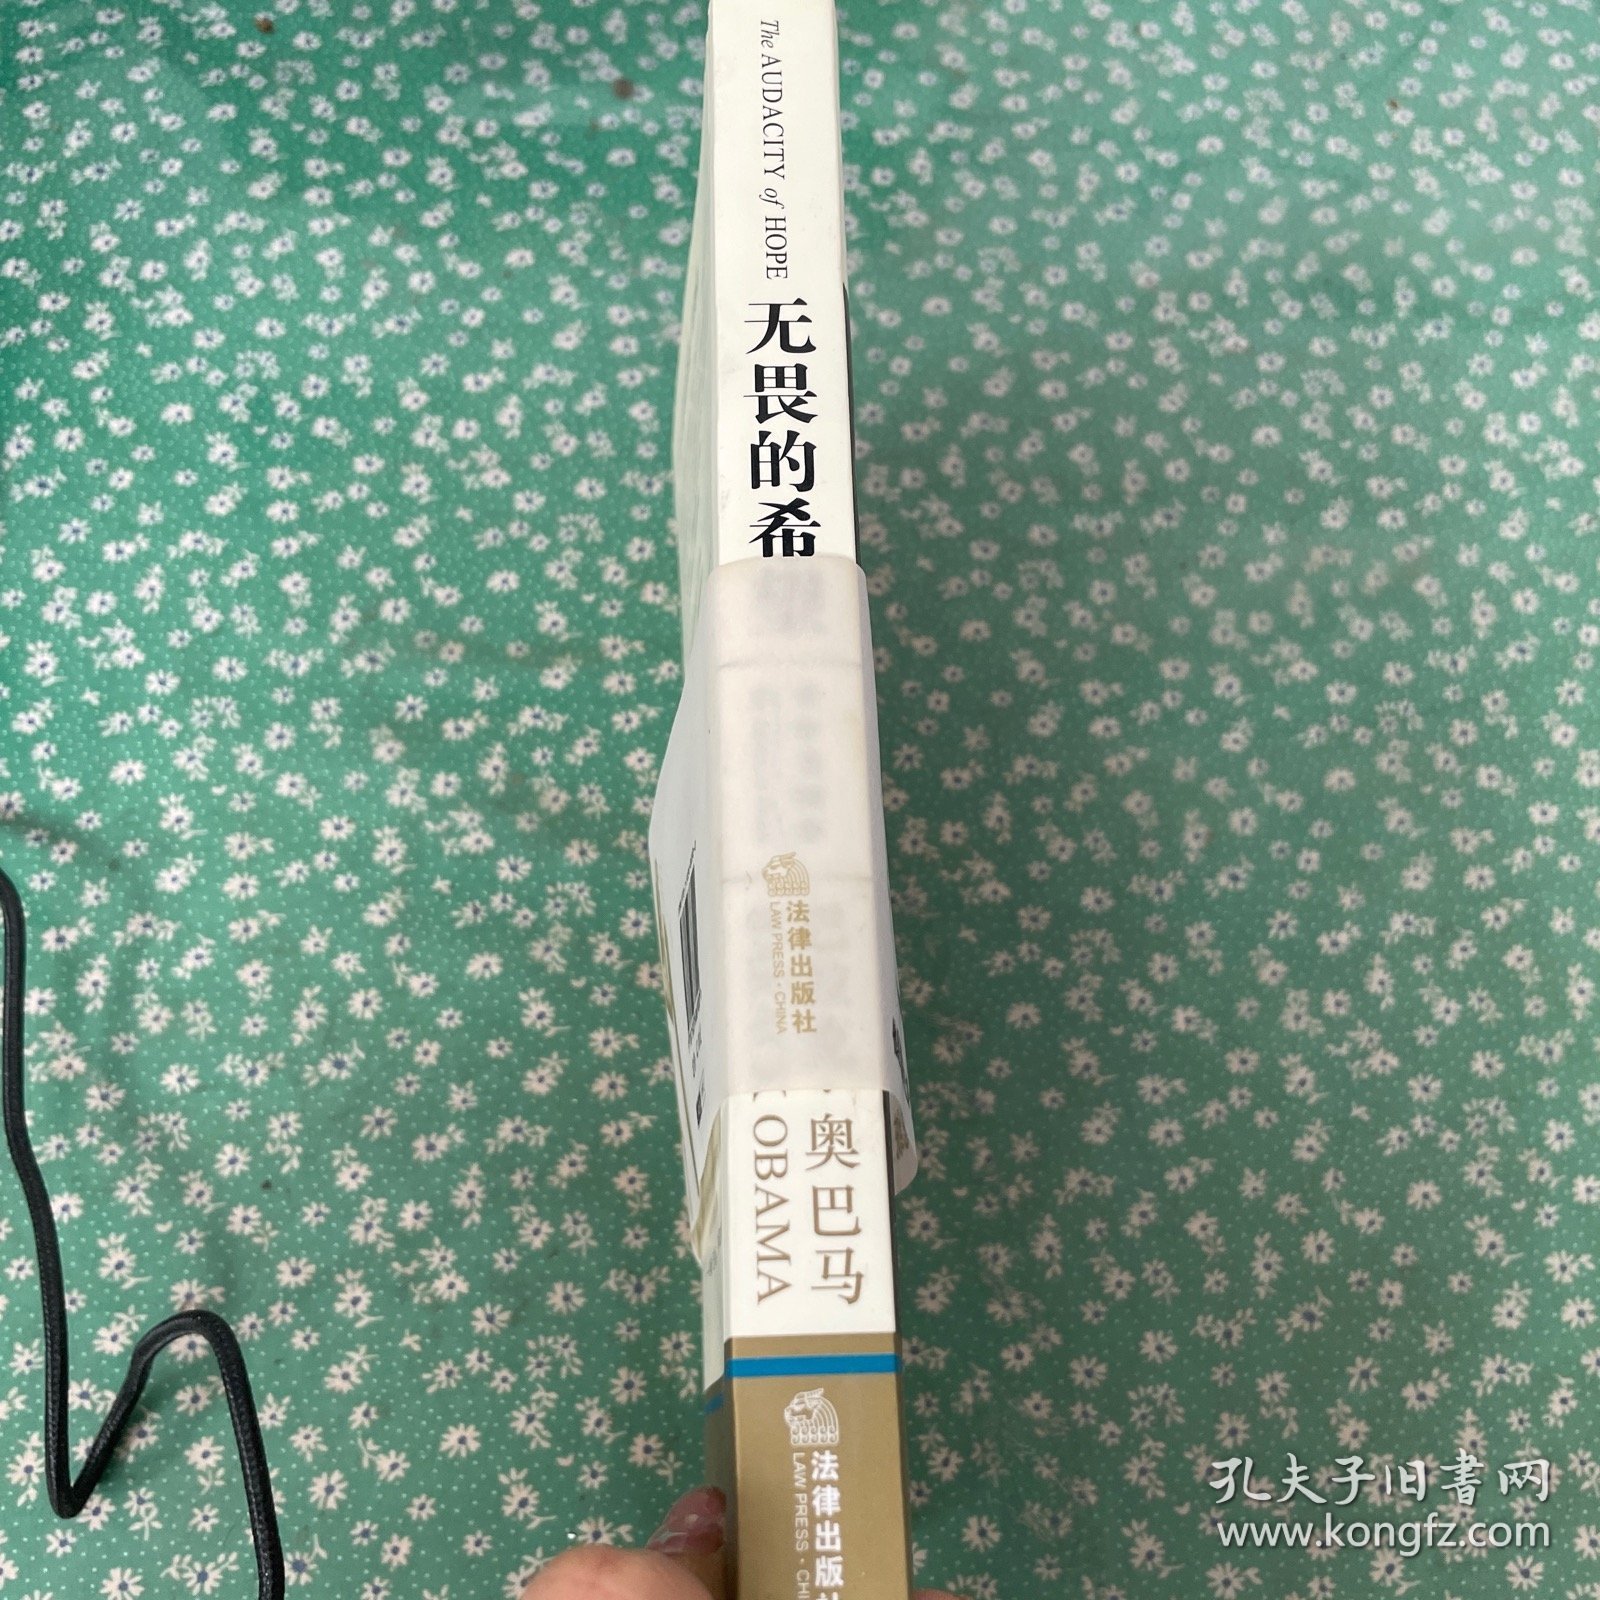 The AUDACITY of HOPE
无畏的希
法律出版社
LAW PRESS·CHINA
奥巴马
OBAMA
法律出版社
LAW PRESS·CHI
孔夫子旧书网
www.kongfz.com